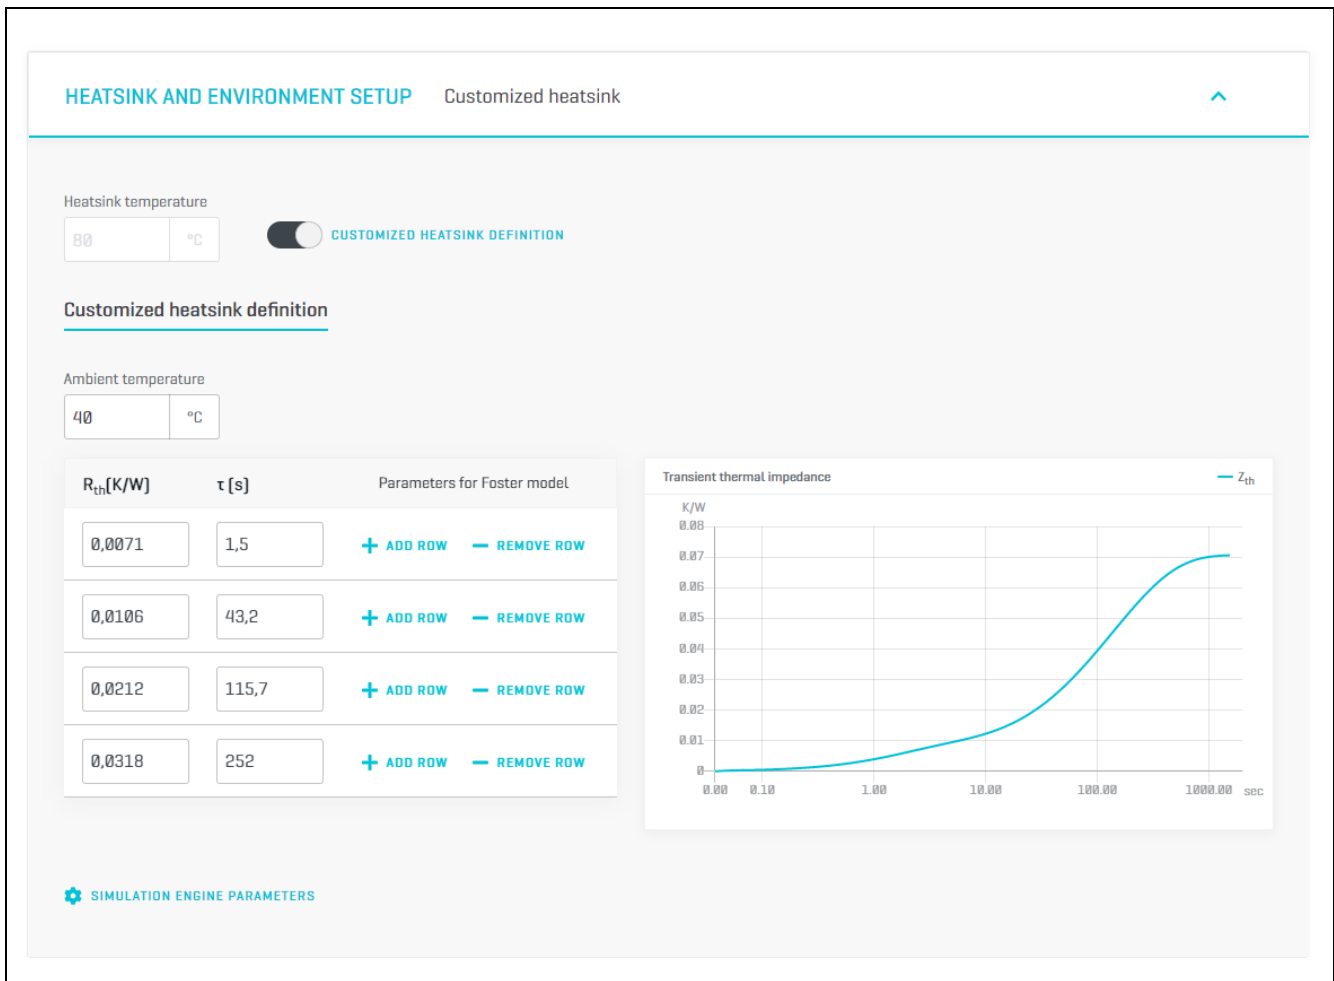 HEATSINK AND ENVIRONMENT SETUP Customized heatsink
Heatsink temperature
80 °C
CUSTOMIZED HEATSINK DEFINITION
Customized heatsink definition
Ambient temperature
40 °C
Rth[K/W] τ [s] Parameters for Foster model
0,0071 1,5 ADD ROW REMOVE ROW
0,0106 43,2 ADD ROW REMOVE ROW
0,0212 115,7 ADD ROW REMOVE ROW
0,0318 252 ADD ROW REMOVE ROW
Transient thermal impedance Zth
K/W
0.08
0.07
0.06
0.05
0.04
0.03
0.02
0.01
0
0.00 0.10 1.00 10.00 100.00 1000.00 sec
SIMULATION ENGINE PARAMETERS